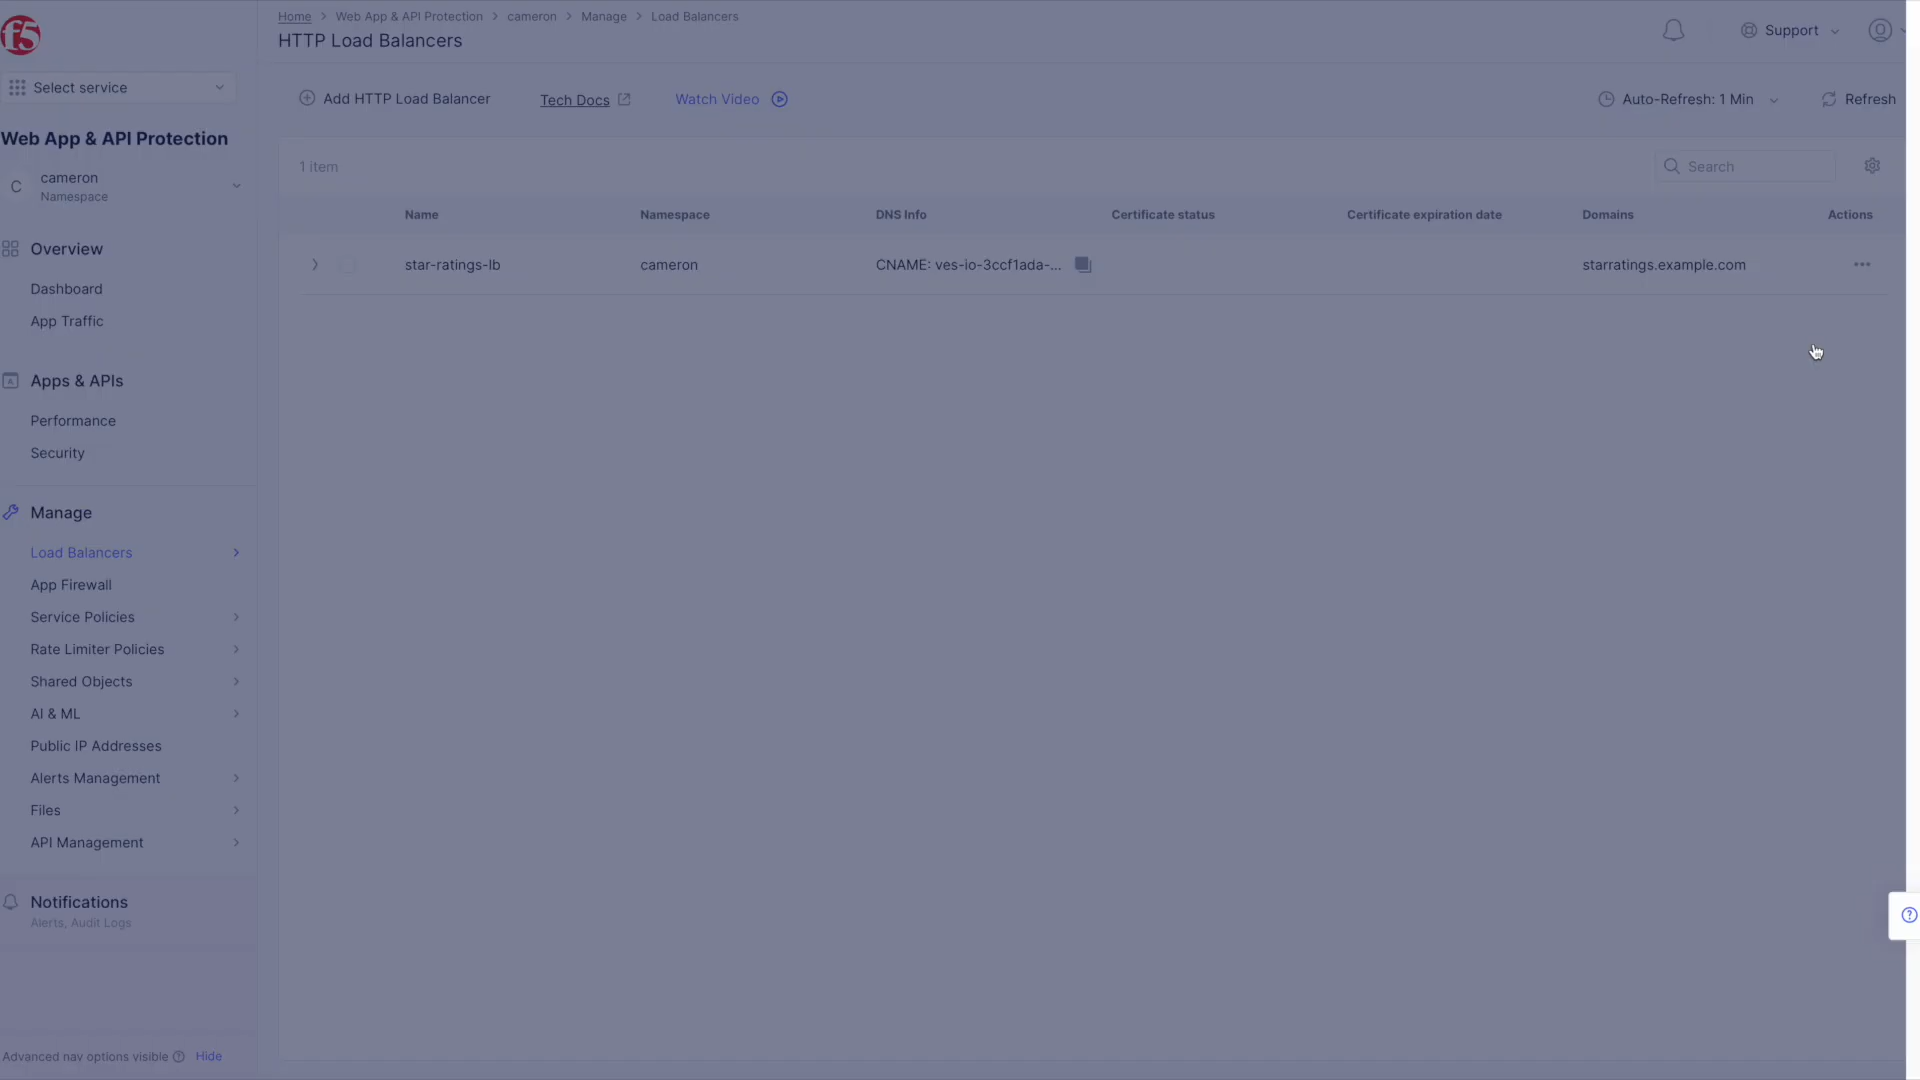 f5
Home > Web App & API Protection > cameron > Manage > Load Balancers
HTTP Load Balancers
Support
Select service
Add HTTP Load Balancer
Tech Docs
Watch Video
Auto-Refresh: 1 Min
Refresh
Web App & API Protection
C
cameron
Namespace
1 item
Search
Name
Namespace
DNS Info
Certificate status
Certificate expiration date
Domains
Actions
star-ratings-lb
cameron
CNAME: ves-io-3ccf1ada-...
starratings.example.com
Overview
Dashboard
App Traffic
Apps & APIs
Performance
Security
Manage
Load Balancers
App Firewall
Service Policies
Rate Limiter Policies
Shared Objects
AI & ML
Public IP Addresses
Alerts Management
Files
API Management
Notifications
Alerts, Audit Logs
Advanced nav options visible
Hide